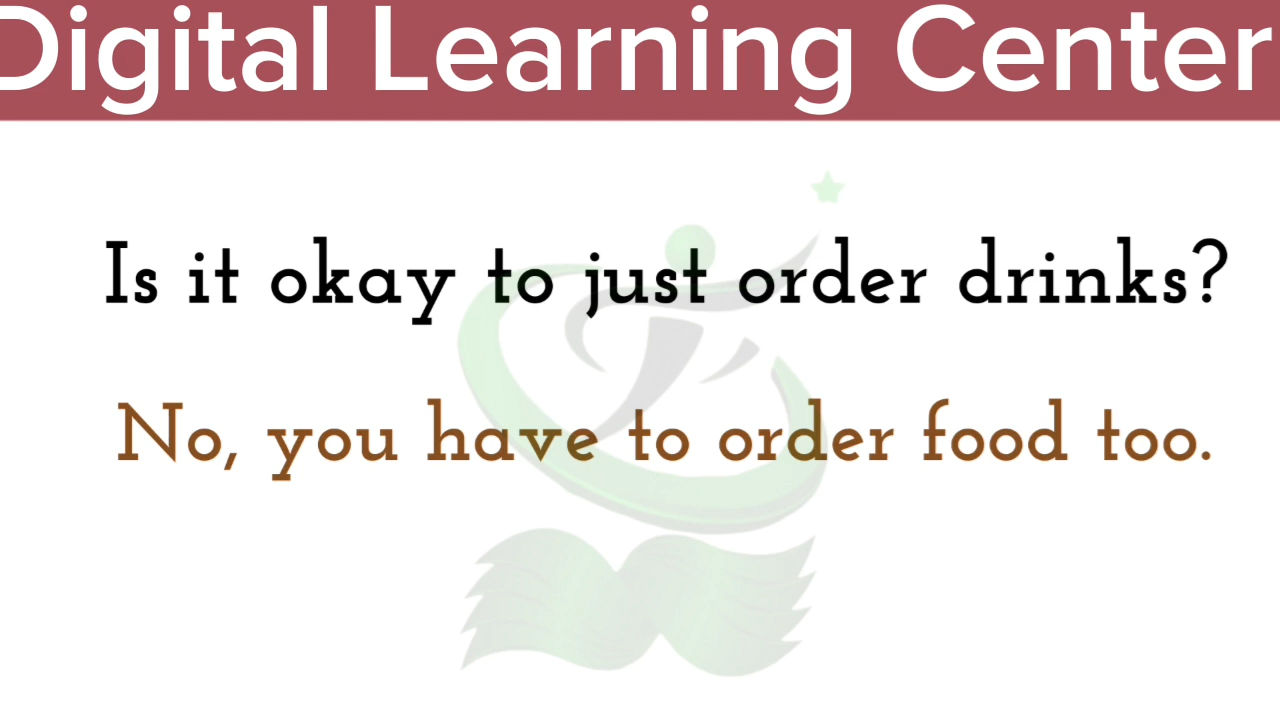 Digital Learning Center
Is it okay to just order drinks?
No, you have to order food too.